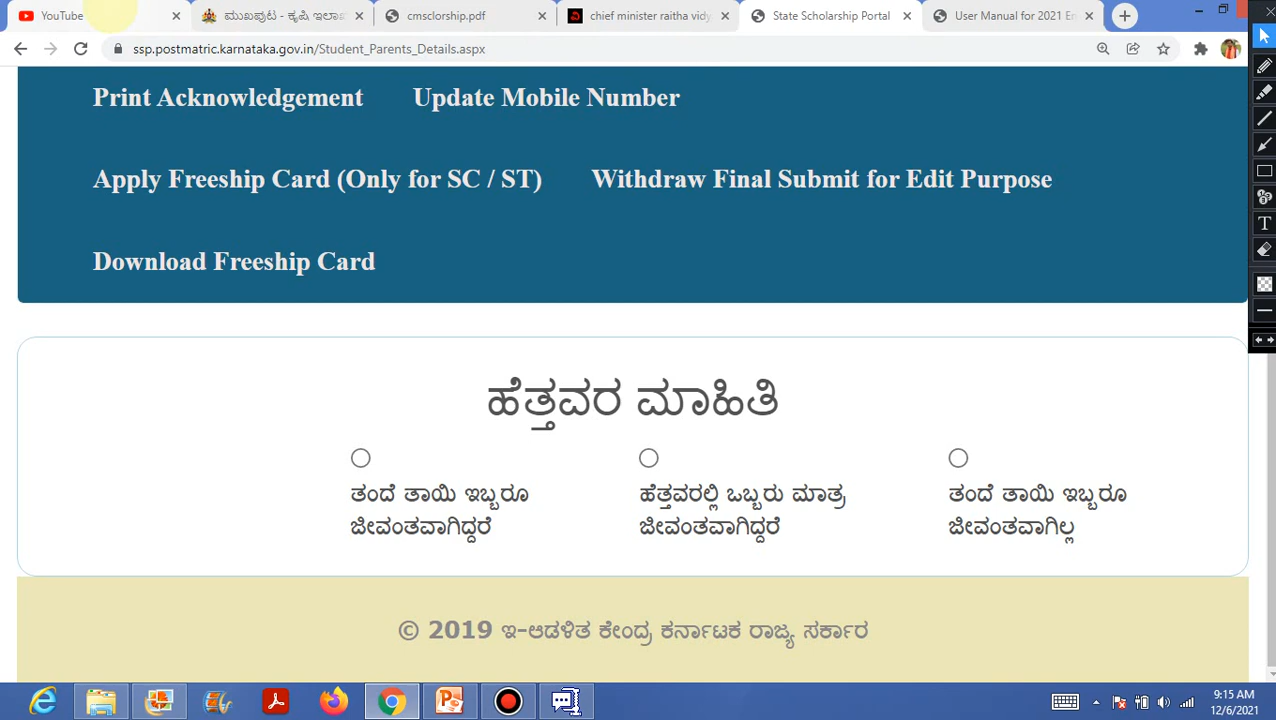 YouTube
ಮುಖಪುಟ - ಕೃಷಿ ಇಲಾಖ
cmsclorship.pdf
chief minister raitha vidy
State Scholarship Portal
User Manual for 2021 En
ssp.postmatric.karnataka.gov.in/Student_Parents_Details.aspx
Print Acknowledgement Update Mobile Number
Apply Freeship Card (Only for SC / ST) Withdraw Final Submit for Edit Purpose
Download Freeship Card
ಹೆತ್ತವರ ಮಾಹಿತಿ
ತಂದೆ ತಾಯಿ ಇಬ್ಬರೂ
ಜೀವಂತವಾಗಿದ್ದರೆ
ಹೆತ್ತವರಲ್ಲಿ ಒಬ್ಬರು ಮಾತ್ರ
ಜೀವಂತವಾಗಿದ್ದರೆ
ತಂದೆ ತಾಯಿ ಇಬ್ಬರೂ
ಜೀವಂತವಾಗಿಲ್ಲ
© 2019 ಇ-ಆಡಳಿತ ಕೇಂದ್ರ ಕರ್ನಾಟಕ ರಾಜ್ಯ ಸರ್ಕಾರ
9:15 AM
12/6/2021